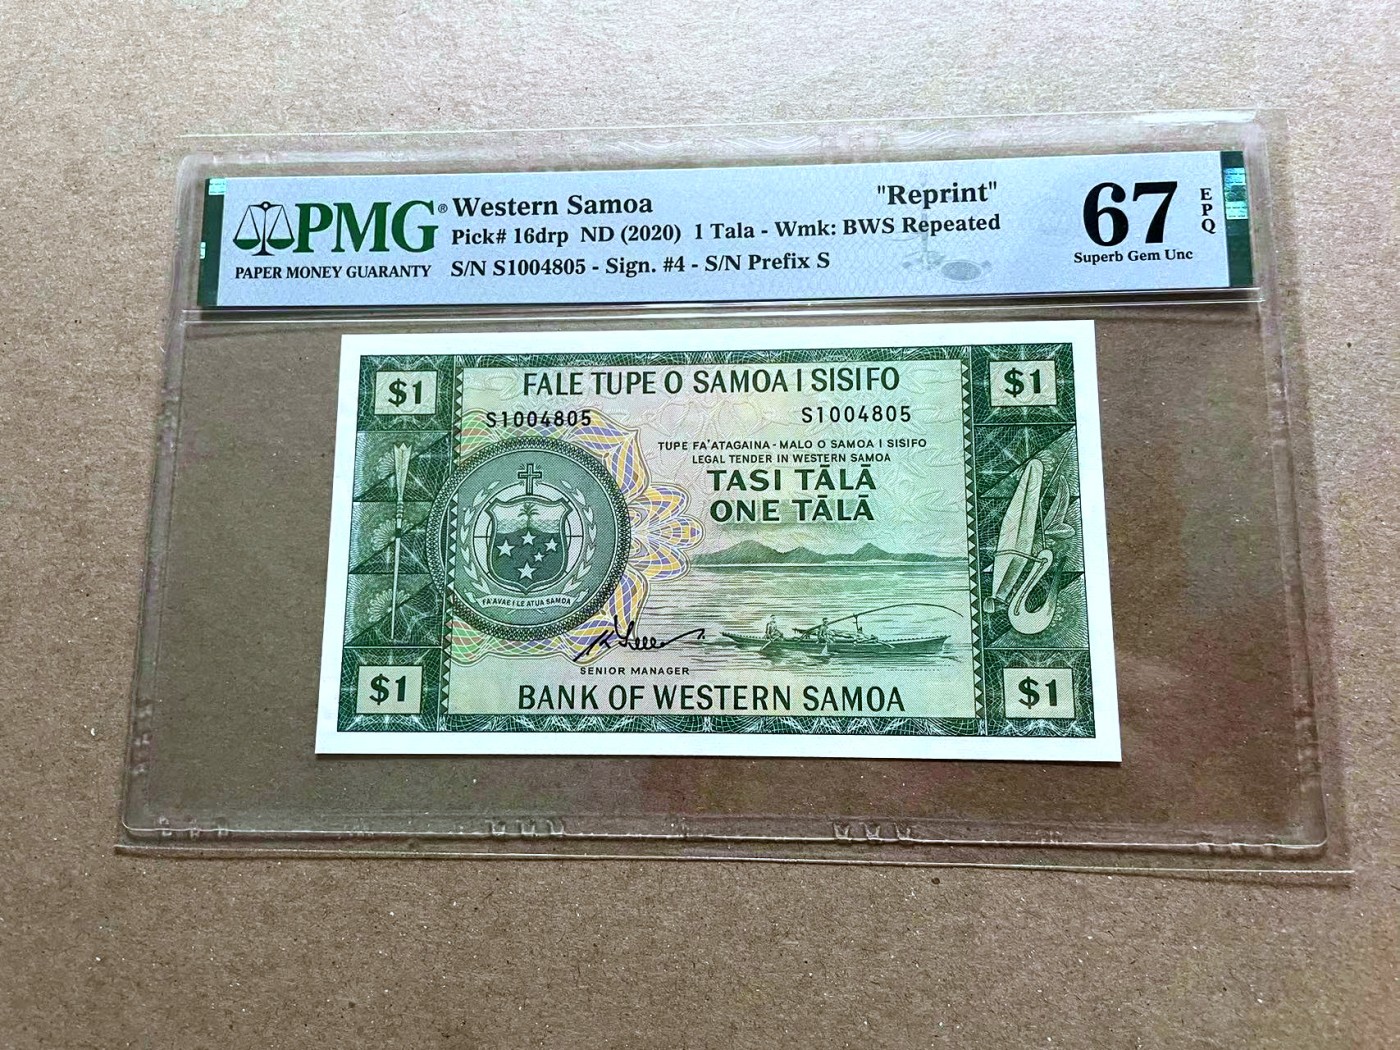 PMG®
PAPER MONEY GUARANTY
Western Samoa "Reprint"
Pick# 16drp ND (2020) 1 Tala - Wmk: BWS Repeated
S/N S1004805 - Sign. #4 - S/N Prefix S
67 EPQ
Superb Gem Unc
$1 FALE TUPE O SAMOA I SISIFO $1
S1004805 S1004805
TUPE FA'ATAGAINA - MALO O SAMOA I SISIFO
LEGAL TENDER IN WESTERN SAMOA
TASI TĀLĀ
ONE TĀLĀ
FA'AVAE I LE ATUA SAMOA
SENIOR MANAGER
$1 BANK OF WESTERN SAMOA $1